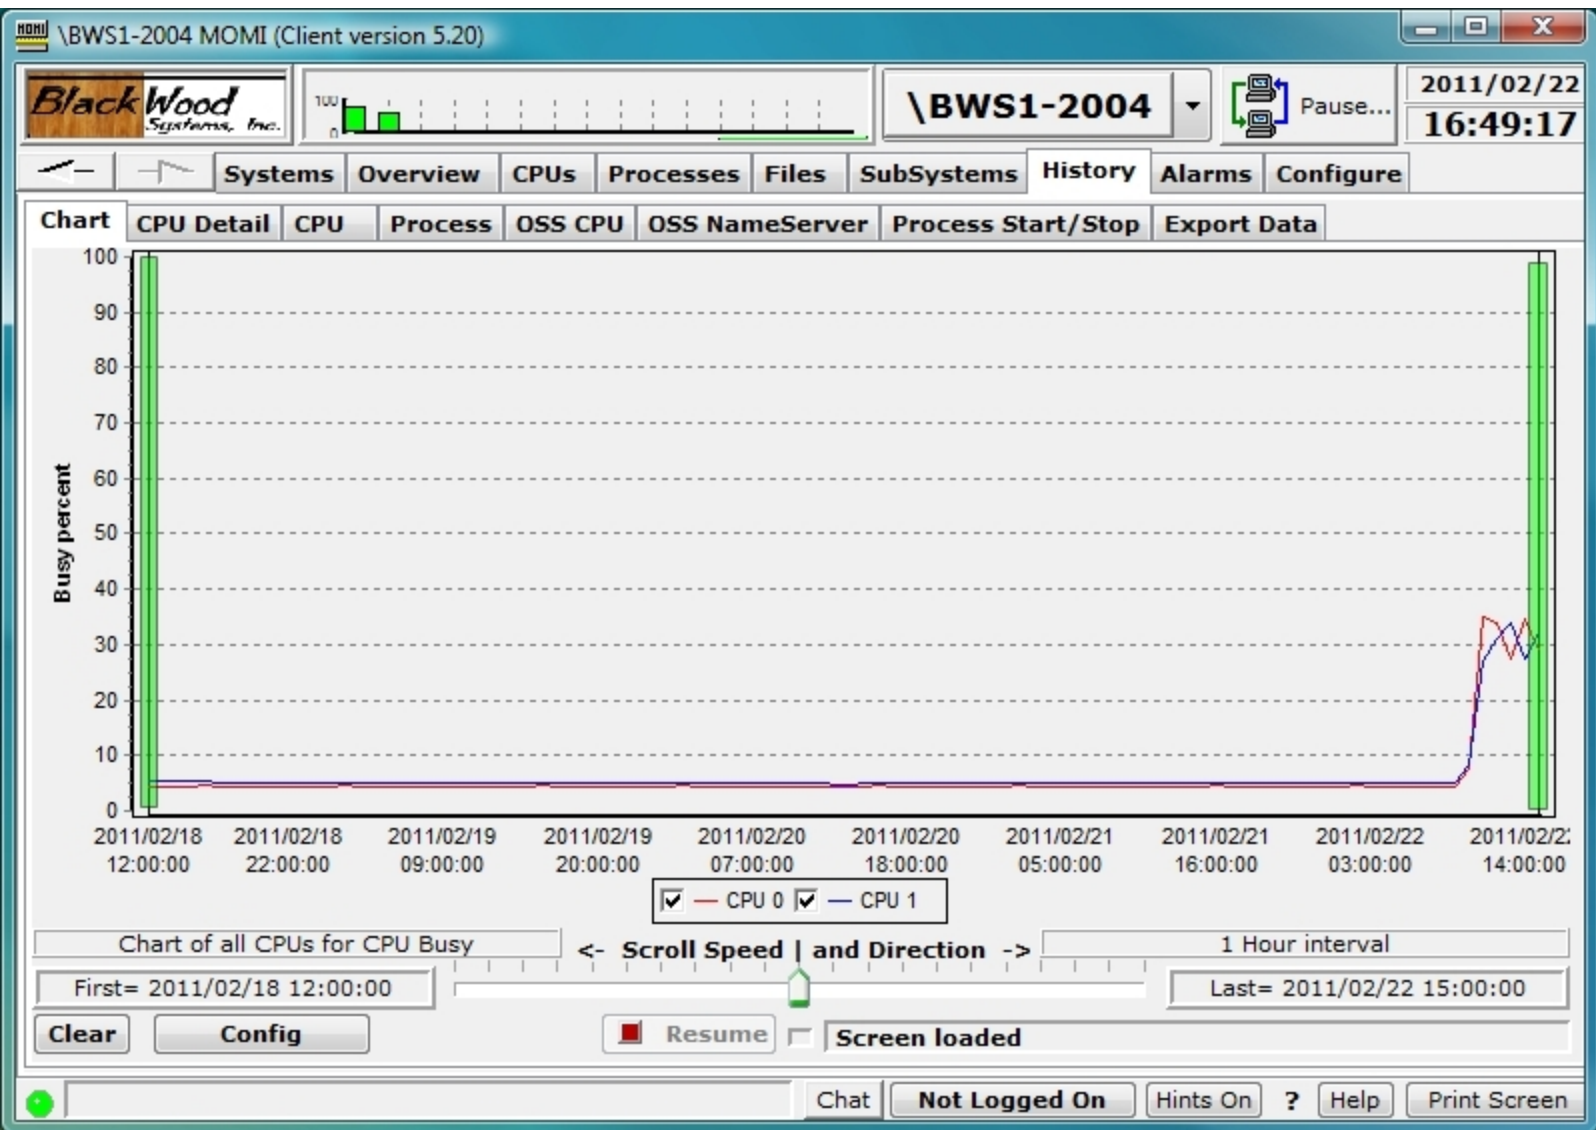 \BWS1-2004 MOMI (Client version 5.20)
BlackWood
Systems, Inc.
100
0
\BWS1-2004
Pause...
2011/02/22
16:49:17
Systems Overview CPUs Processes Files SubSystems History Alarms Configure
Chart CPU Detail CPU Process OSS CPU OSS NameServer Process Start/Stop Export Data
Busy percent
100
90
80
70
60
50
40
30
20
10
0
2011/02/18 2011/02/18 2011/02/19 2011/02/19 2011/02/20 2011/02/20 2011/02/21 2011/02/21 2011/02/22 2011/02/22
12:00:00 22:00:00 09:00:00 20:00:00 07:00:00 18:00:00 05:00:00 16:00:00 03:00:00 14:00:00
CPU 0 CPU 1
Chart of all CPUs for CPU Busy
<- Scroll Speed | and Direction ->
1 Hour interval
First= 2011/02/18 12:00:00
Last= 2011/02/22 15:00:00
Clear Config Resume Screen loaded
Chat Not Logged On Hints On ? Help Print Screen